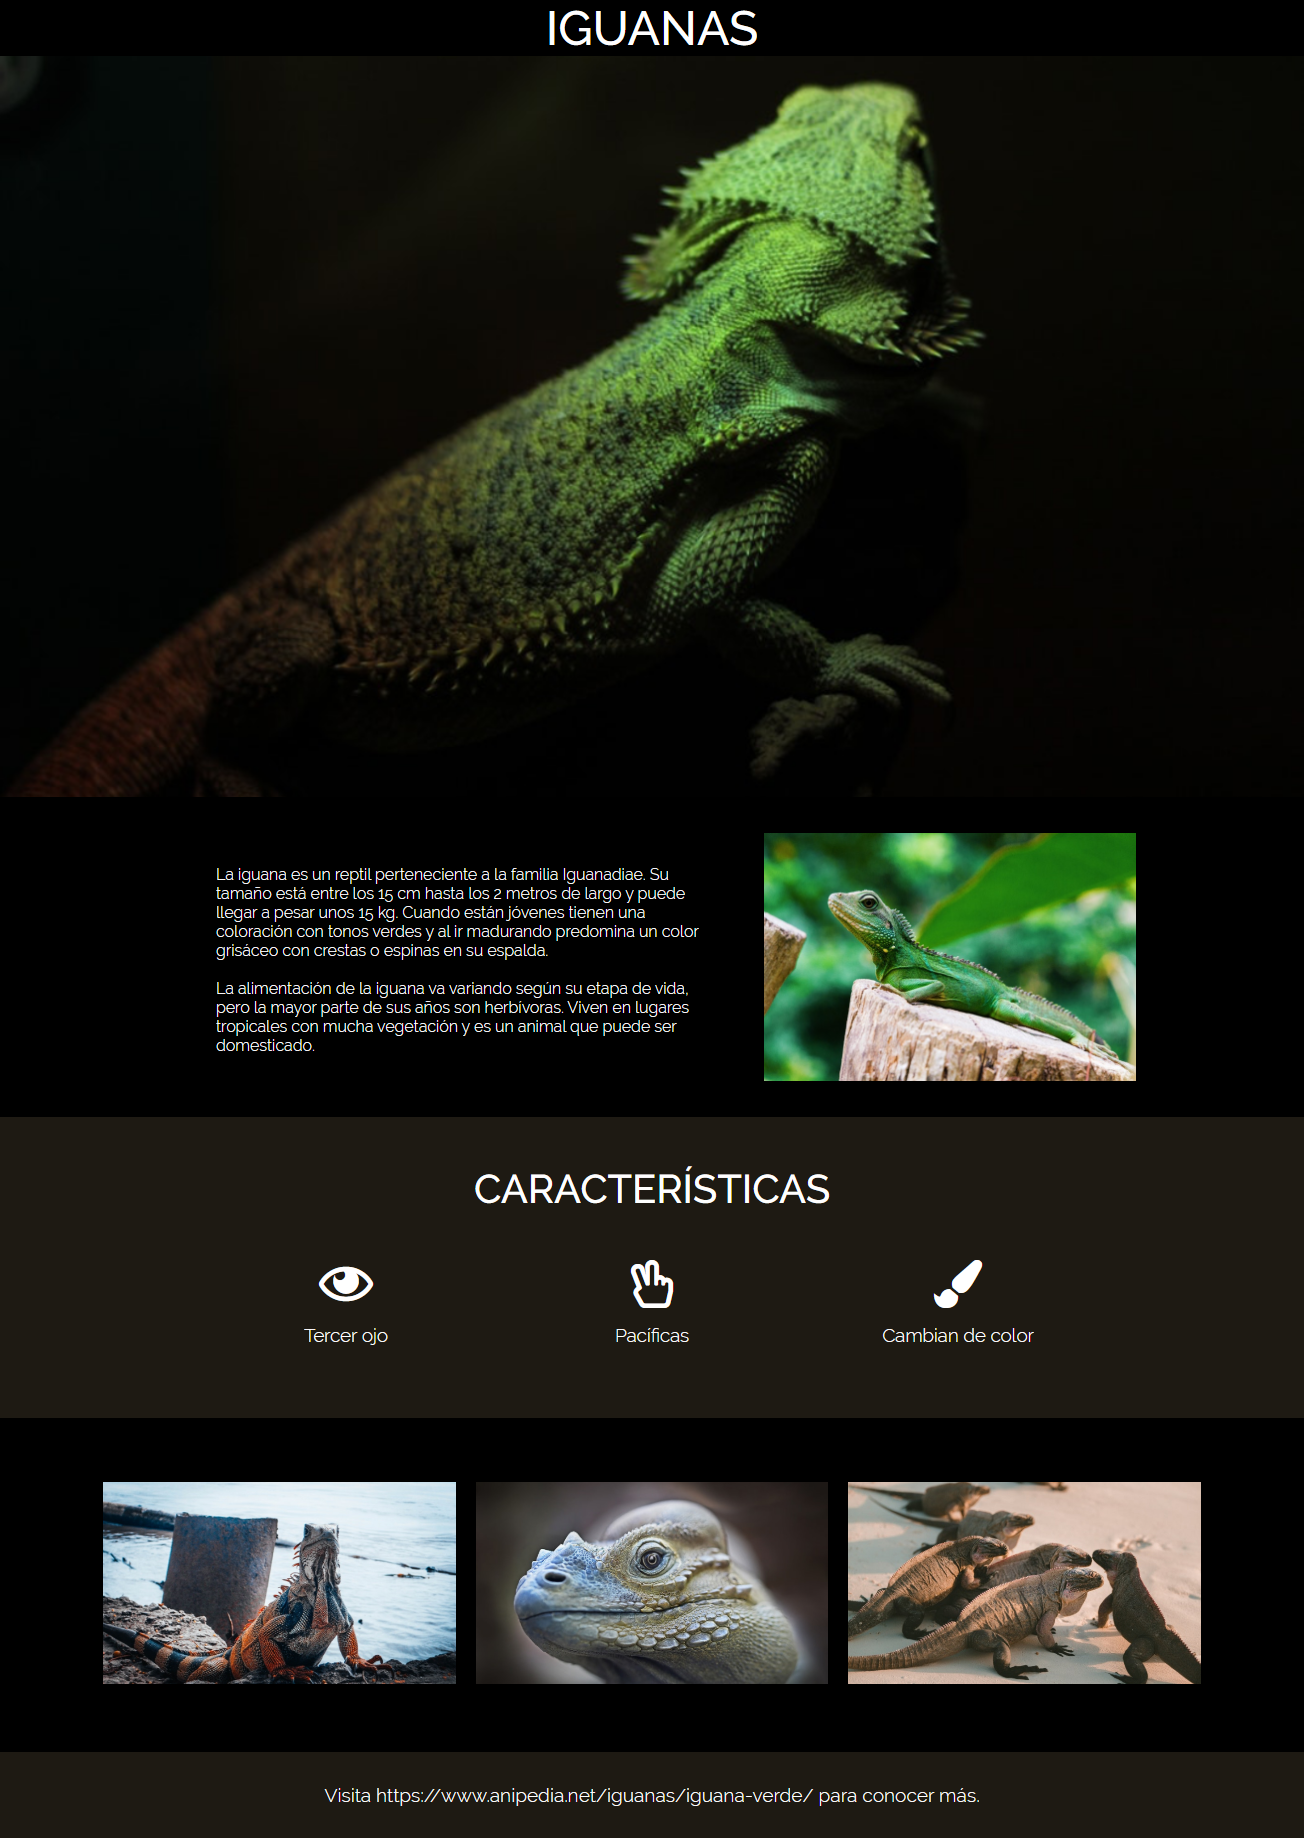 IGUANAS
La iguana es un reptil perteneciente a la familia Iguanadiae. Su
tamaño está entre los 15 cm hasta los 2 metros de largo y puede
llegar a pesar unos 15 kg. Cuando están jóvenes tienen una
coloración con tonos verdes y al ir madurando predomina un color
grisáceo con crestas o espinas en su espalda.
La alimentación de la iguana va variando según su etapa de vida,
pero la mayor parte de sus años son herbívoras. Viven en lugares
tropicales con mucha vegetación y es un animal que puede ser
domesticado.
CARACTERÍSTICAS
Tercer ojo
Pacíficas
Cambian de color
Visita https://www.anipedia.net/iguanas/iguana-verde/ para conocer más.